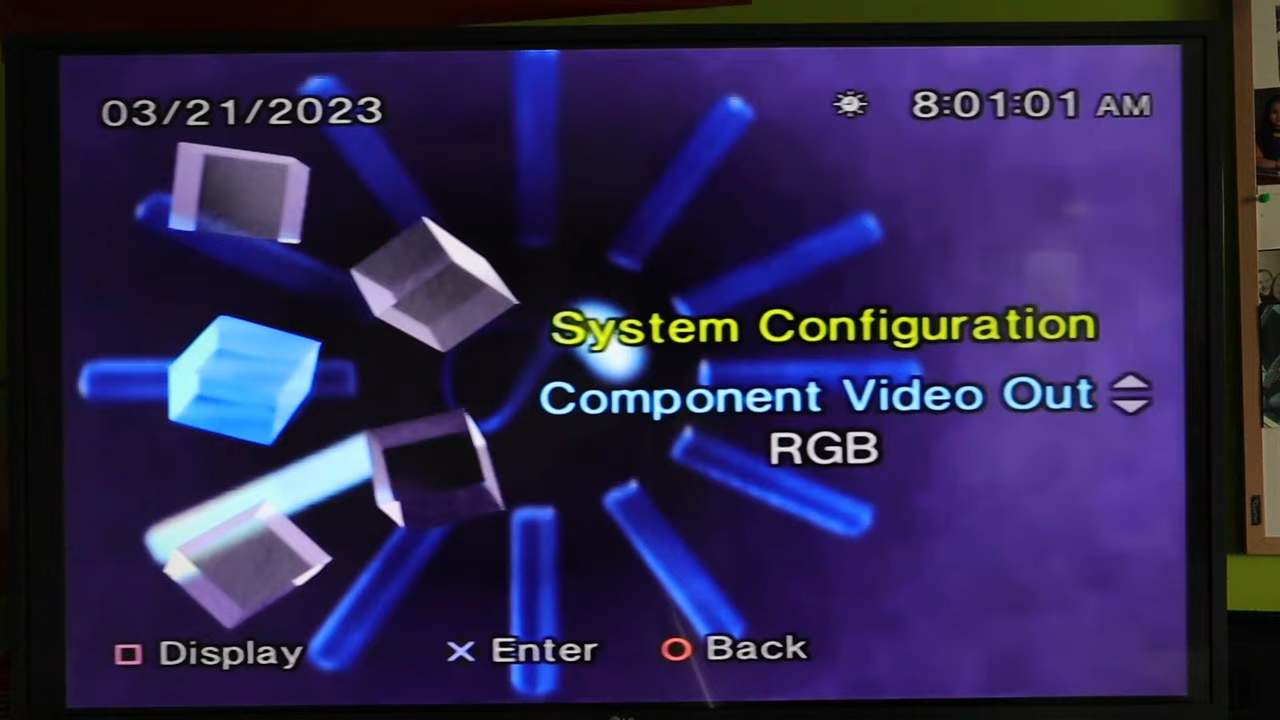 03/21/2023
8:01:01 AM
System Configuration
Component Video Out
RGB
Display
Enter
Back